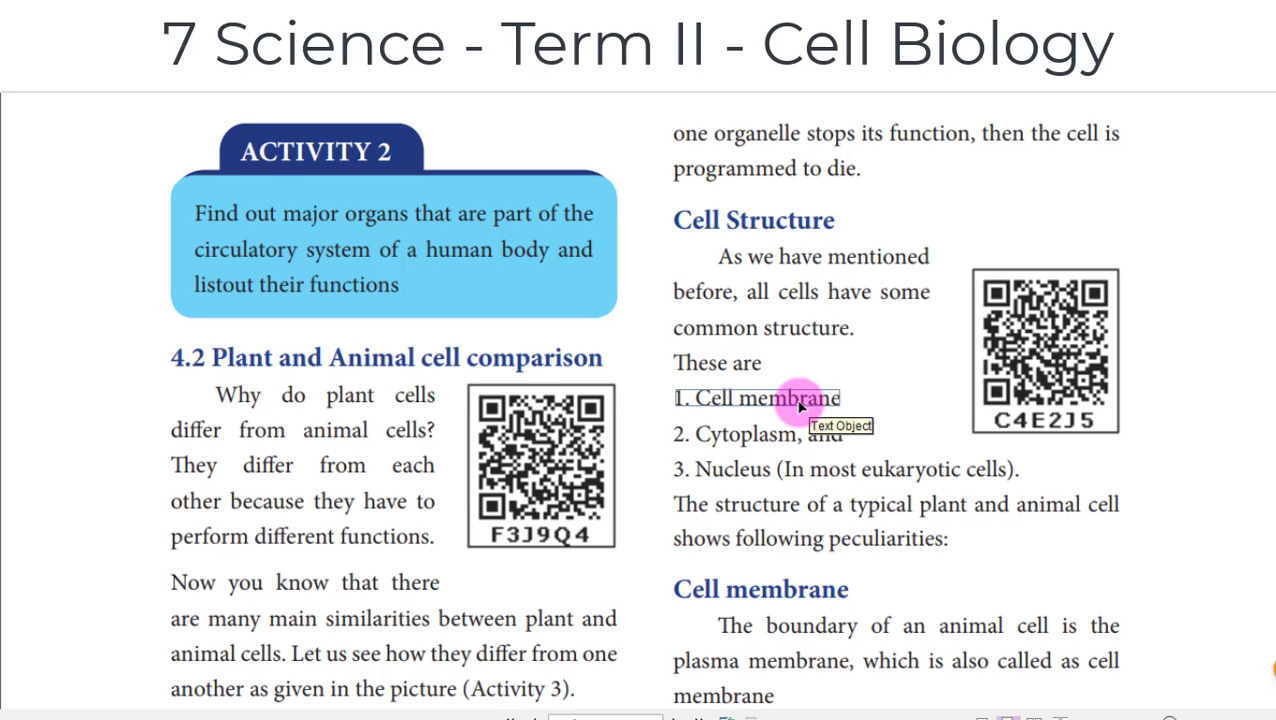 7 Science - Term II - Cell Biology
ACTIVITY 2
Find out major organs that are part of the
circulatory system of a human body and
listout their functions
4.2 Plant and Animal cell comparison
Why do plant cells
differ from animal cells?
They differ from each
other because they have to
perform different functions.
F3J9Q4
Now you know that there
are many main similarities between plant and
animal cells. Let us see how they differ from one
another as given in the picture (Activity 3).
one organelle stops its function, then the cell is
programmed to die.
Cell Structure
As we have mentioned
before, all cells have some
common structure.
These are
1. Cell membrane
Text Object
2. Cytoplasm, and
3. Nucleus (In most eukaryotic cells).
C4E2J5
The structure of a typical plant and animal cell
shows following peculiarities:
Cell membrane
The boundary of an animal cell is the
plasma membrane, which is also called as cell
membrane